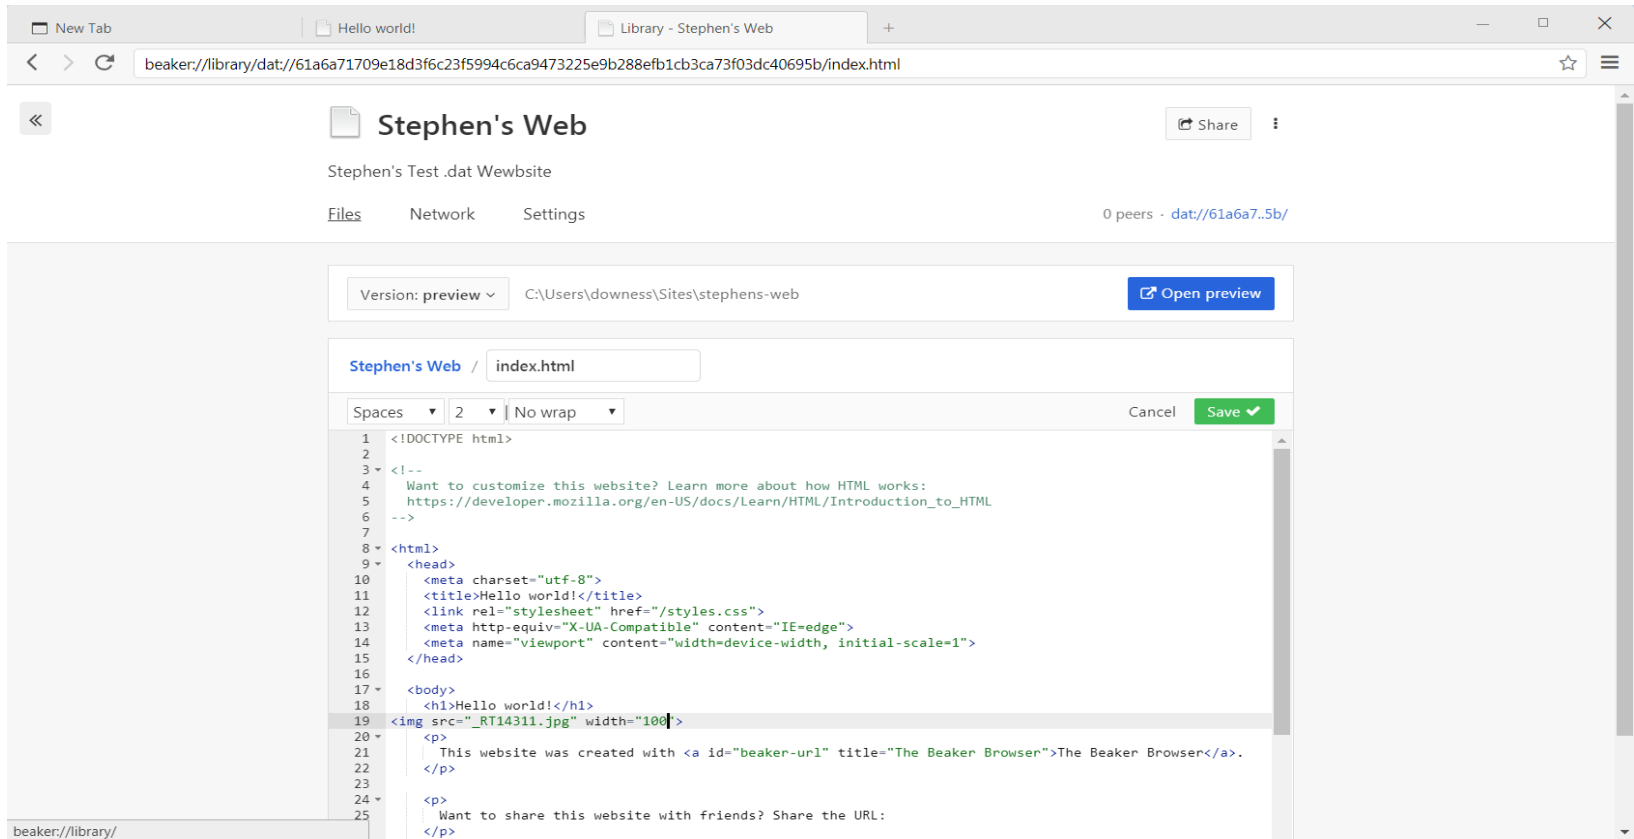 New Tab Hello world! Library - Stephen's Web
beaker://library/dat://61a6a71709e18d3f6c23f5994c6ca9473225e9b288efb1cb3ca73f03dc40695b/index.html
Stephen's Web Share
Stephen's Test .dat Wewbsite
Files Network Settings 0 peers · dat://61a6a7..5b/
Version: preview C:\Users\downess\Sites\stephens-web Open preview
Stephen's Web / index.html
Spaces 2 | No wrap Cancel Save
1 <!DOCTYPE html>
2
3 <!--
4 Want to customize this website? Learn more about how HTML works:
5 https://developer.mozilla.org/en-US/docs/Learn/HTML/Introduction_to_HTML
6 -->
7
8 <html>
9 <head>
10 <meta charset="utf-8">
11 <title>Hello world!</title>
12 <link rel="stylesheet" href="/styles.css">
13 <meta http-equiv="X-UA-Compatible" content="IE=edge">
14 <meta name="viewport" content="width=device-width, initial-scale=1">
15 </head>
16
17 <body>
18 <h1>Hello world!</h1>
19 <img src="_RT14311.jpg" width="100">
20 <p>
21 This website was created with <a id="beaker-url" title="The Beaker Browser">The Beaker Browser</a>.
22 </p>
23
24 <p>
25 Want to share this website with friends? Share the URL:
</p>
beaker://library/